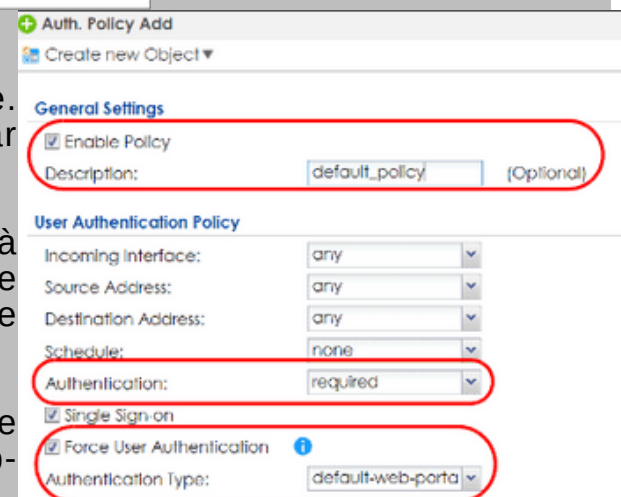 Auth. Policy Add
Create new Object
e.
General Settings
ar
Enable Policy
Description: default_policy (Optional)
User Authentication Policy
à
Incoming Interface: any
e
Source Address: any
e
Destination Address: any
Schedule: none
Authentication: required
Single Sign-on
e
Force User Authentication
o-
Authentication Type: default-web-porta